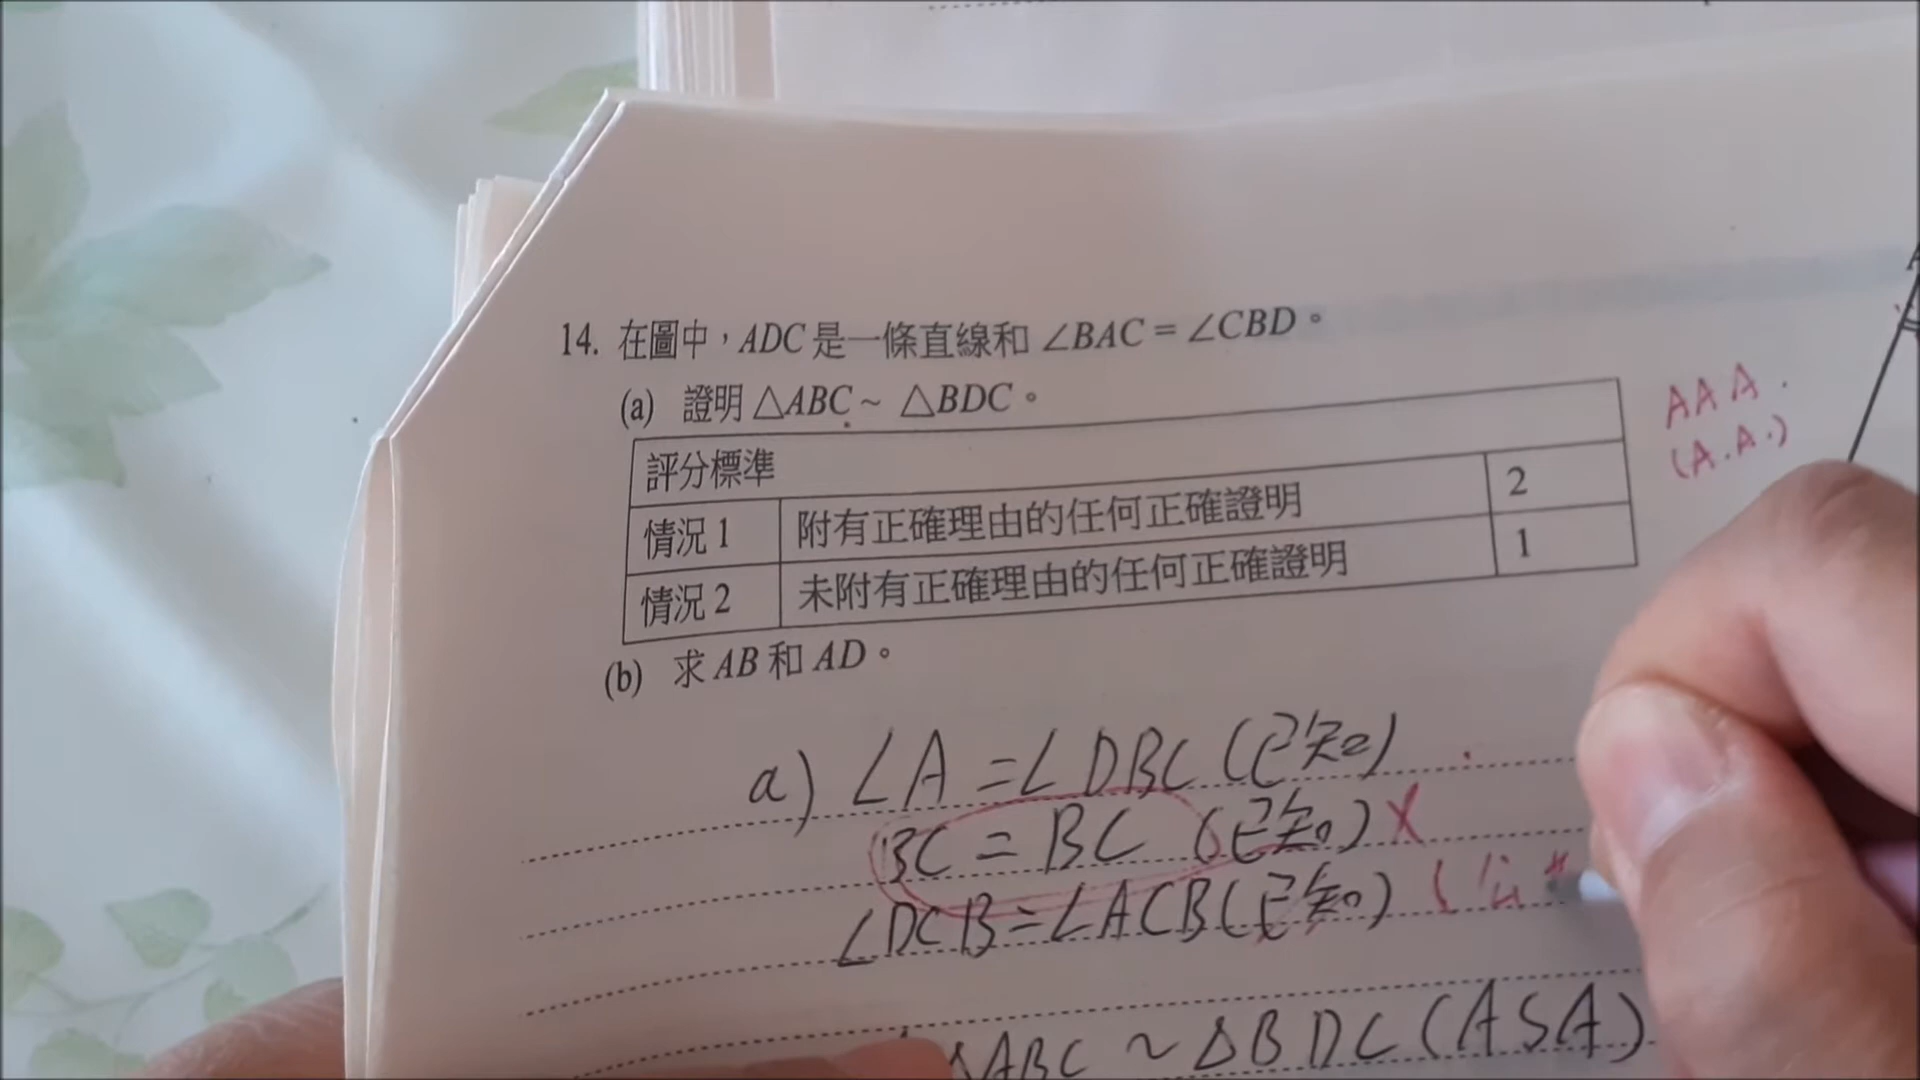 14. 在圖中，ADC 是一條直線和 ∠BAC = ∠CBD。
(a) 證明 △ABC ~ △BDC。
AAA.
(A.A.)
評分標準
情況 1 附有正確理由的任何正確證明 2
情況 2 未附有正確理由的任何正確證明 1
(b) 求 AB 和 AD。
a) ∠A = ∠DBC (已知)
BC = BC (已知) X
∠DCB = ∠ACB (已知)
△ABC ~ △BDC (ASA)